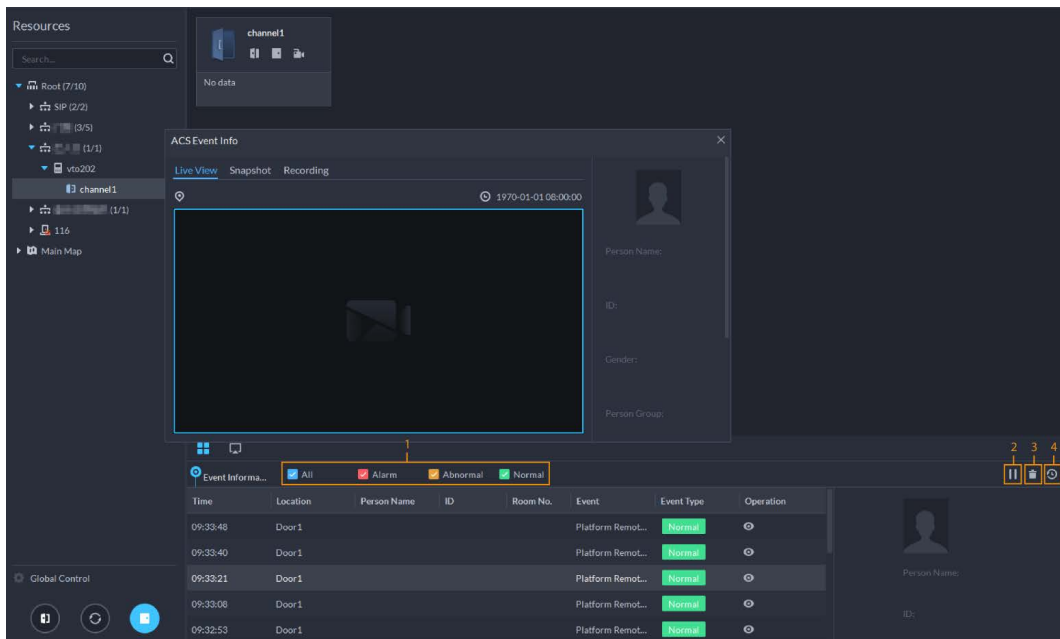 Resources
Search...
Root (7/10)
SIP (2/2)
(3/5)
(1/1)
vto202
channel1
(1/1)
116
Main Map
Global Control
channel1
No data
ACS Event Info
Live View Snapshot Recording
1970-01-01 08:00:00
Person Name:
ID:
Gender:
Person Group:
1 2 3 4
Event Informa... All Alarm Abnormal Normal
Time Location Person Name ID Room No. Event Event Type Operation
09:33:48 Door1 Platform Remot... Normal
09:33:40 Door1 Platform Remot... Normal
09:33:21 Door1 Platform Remot... Normal
09:33:08 Door1 Platform Remot... Normal
09:32:53 Door1 Platform Remot... Normal
Person Name:
ID: